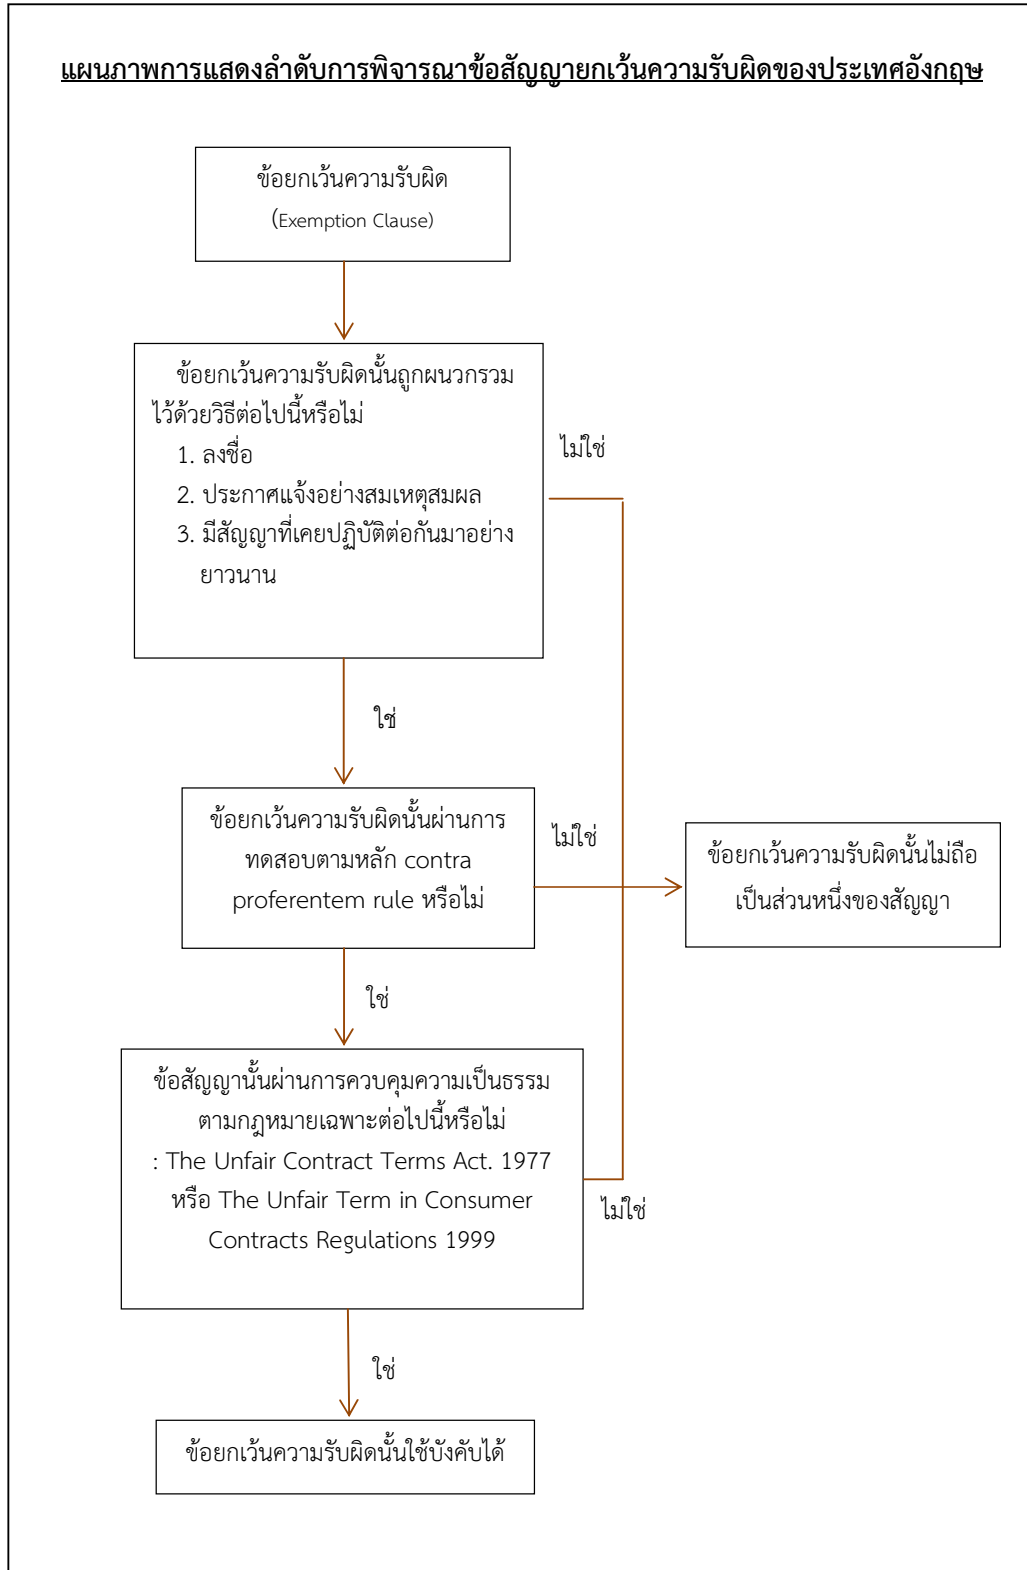 แผนภาพการแสดงลำดับการพิจารณาข้อสัญญายกเว้นความรับผิดของประเทศอังกฤษ
ข้อยกเว้นความรับผิด
(Exemption Clause)
ข้อยกเว้นความรับผิดนั้นถูกผนวกรวม
ไว้ด้วยวิธีต่อไปนี้หรือไม่
1. ลงชื่อ
2. ประกาศแจ้งอย่างสมเหตุสมผล
3. มีสัญญาที่เคยปฏิบัติต่อกันมาอย่าง
ยาวนาน
ไม่ใช่
ใช่
ข้อยกเว้นความรับผิดนั้นผ่านการ
ทดสอบตามหลัก contra
proferentem rule หรือไม่
ไม่ใช่
ข้อยกเว้นความรับผิดนั้นไม่ถือ
เป็นส่วนหนึ่งของสัญญา
ใช่
ข้อสัญญานั้นผ่านการควบคุมความเป็นธรรม
ตามกฎหมายเฉพาะต่อไปนี้หรือไม่
: The Unfair Contract Terms Act. 1977
หรือ The Unfair Term in Consumer
Contracts Regulations 1999
ไม่ใช่
ใช่
ข้อยกเว้นความรับผิดนั้นใช้บังคับได้